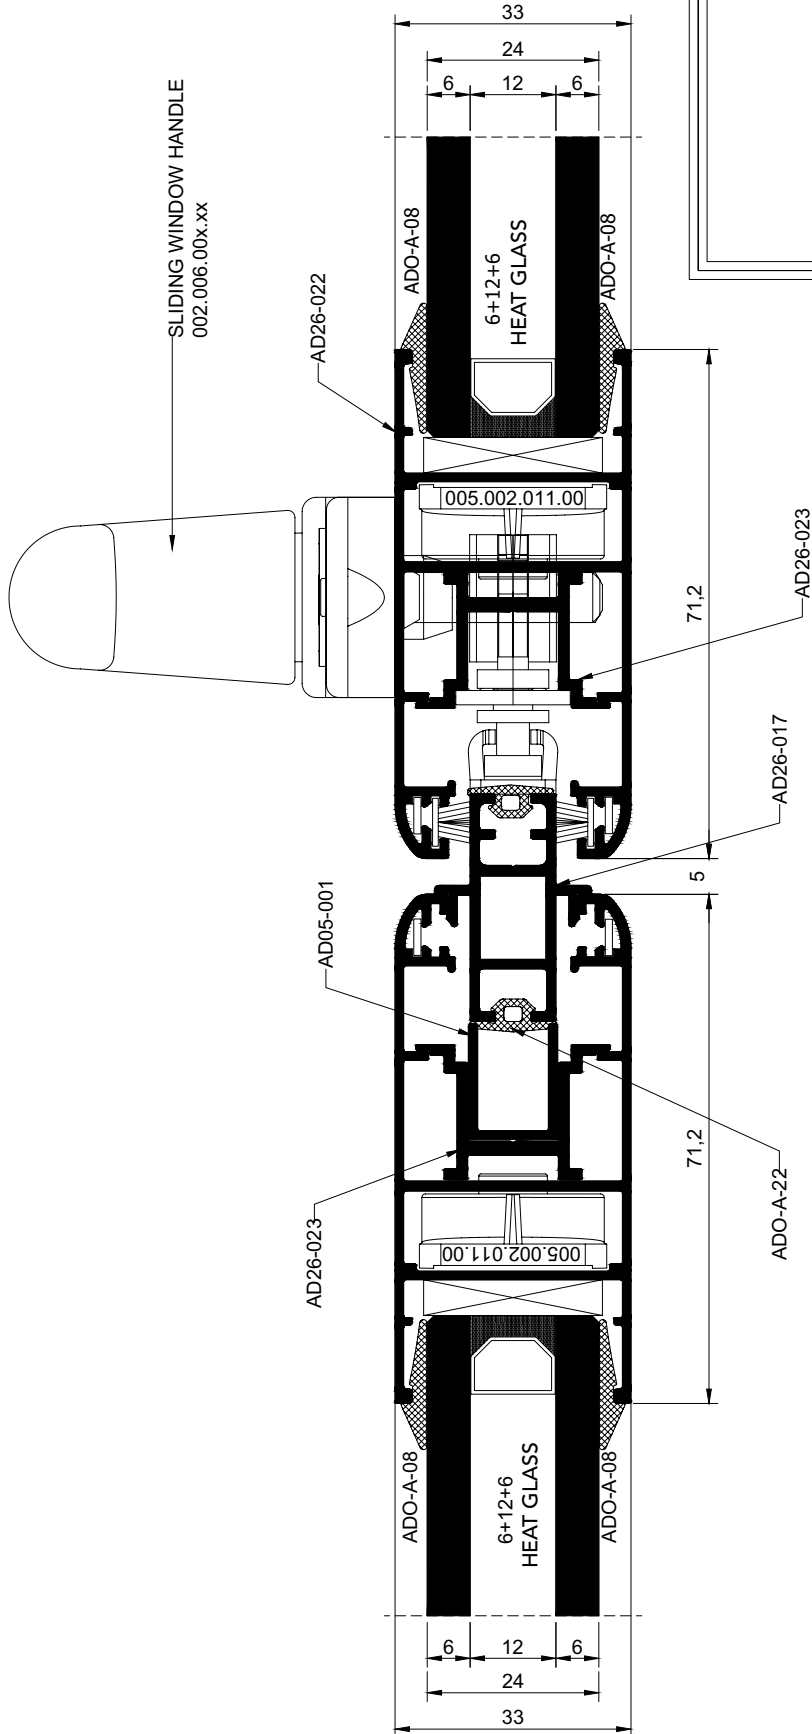 33
24
6
12
6
SLIDING WINDOW HANDLE
002.006.00x.xx
ADO-A-08
6+12+6
HEAT GLASS
ADO-A-08
AD26-022
005.002.011.00
AD26-023
71,2
AD26-017
5
AD05-001
71,2
ADO-A-22
AD26-023
005.002.011.00
ADO-A-08
6+12+6
HEAT GLASS
ADO-A-08
6
12
6
24
33